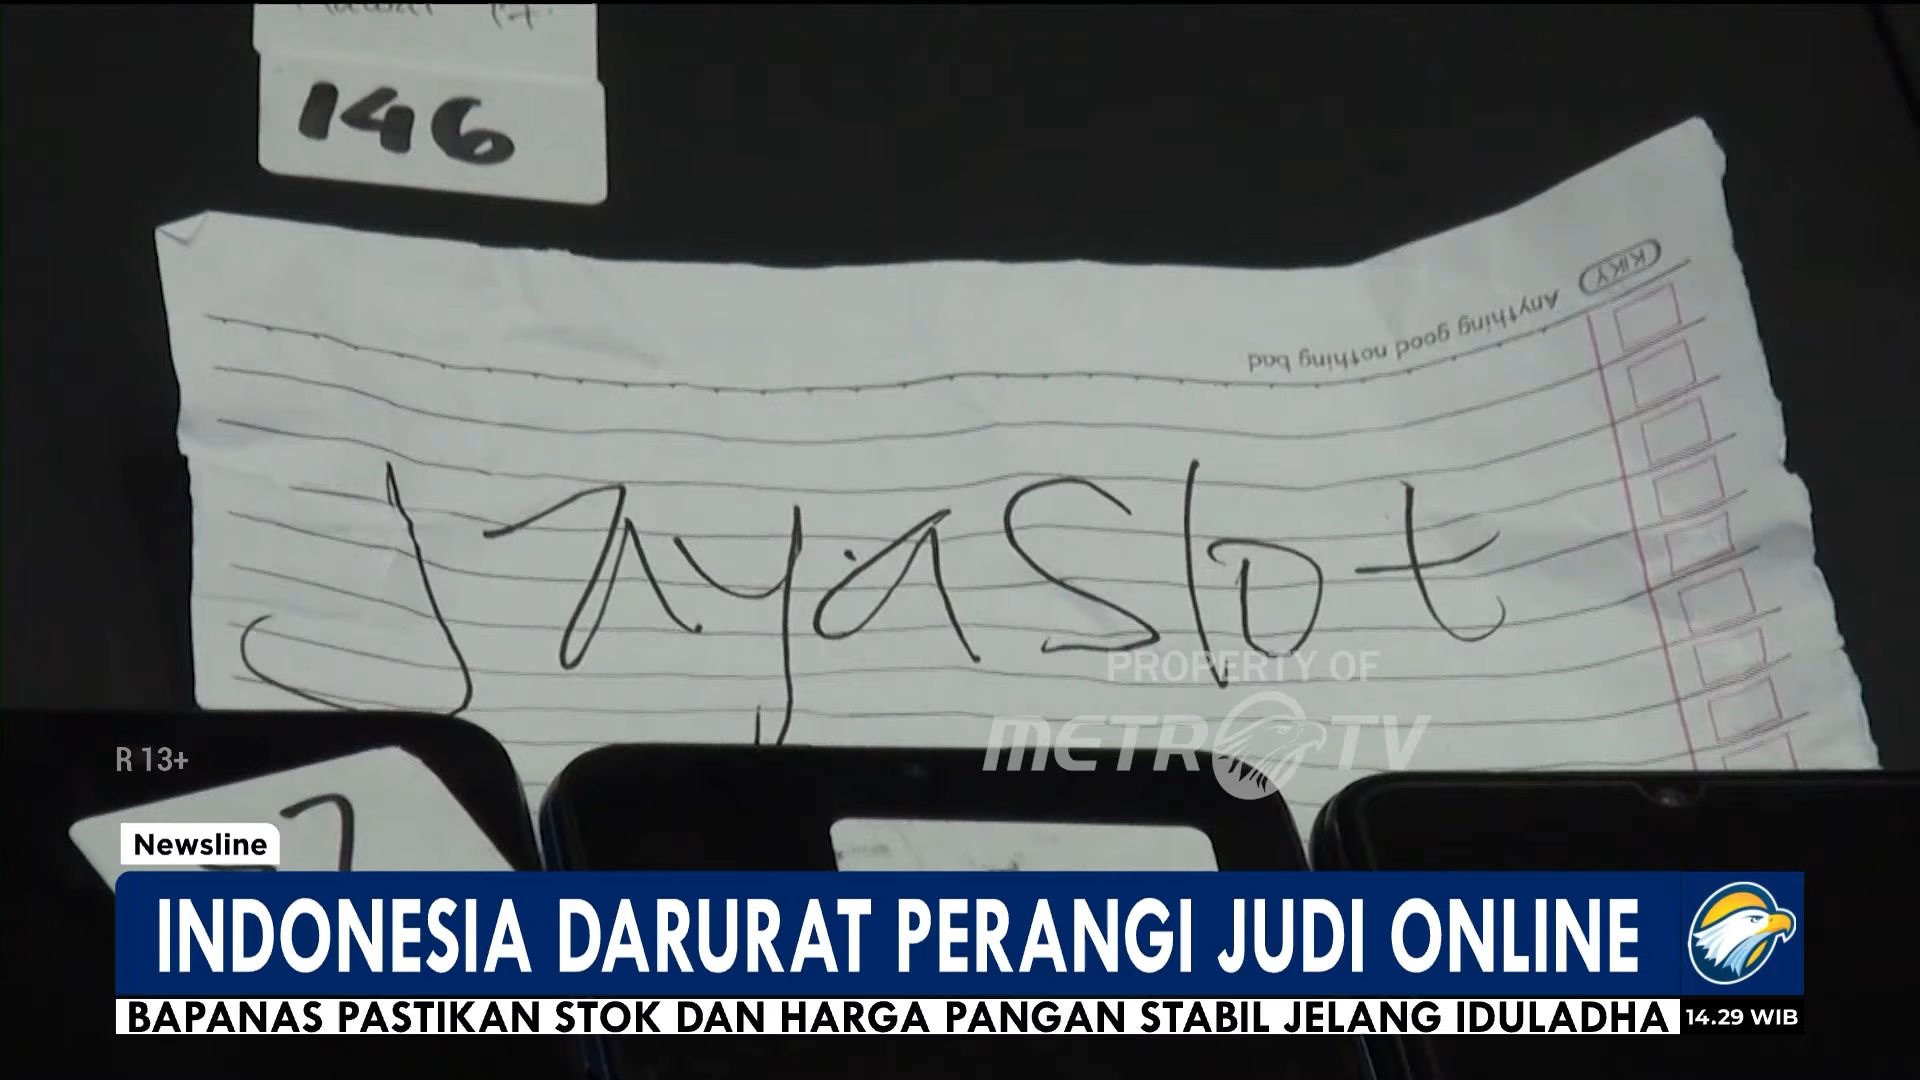 146
KIKY
Anything good nothing bad
Jayaslot
PROPERTY OF
METRO TV
R 13+
7
Newsline
INDONESIA DARURAT PERANGI JUDI ONLINE
BAPANAS PASTIKAN STOK DAN HARGA PANGAN STABIL JELANG IDULADHA
14.29 WIB